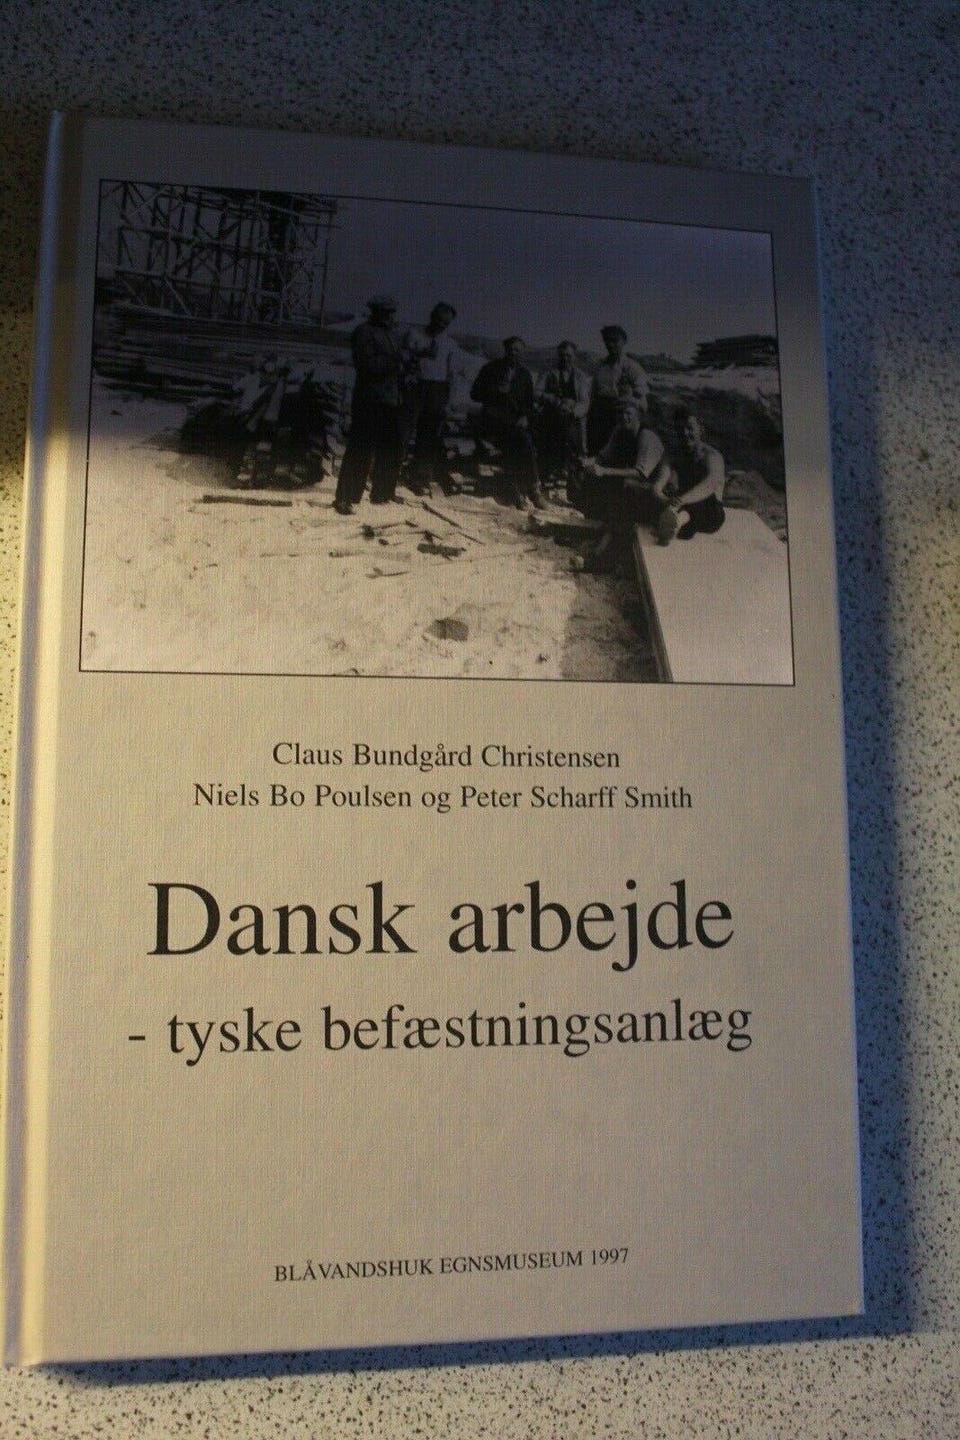 Claus Bundgård Christensen
Niels Bo Poulsen og Peter Scharff Smith
Dansk arbejde
- tyske befæstningsanlæg
BLÅVANDSHUK EGNSMUSEUM 1997